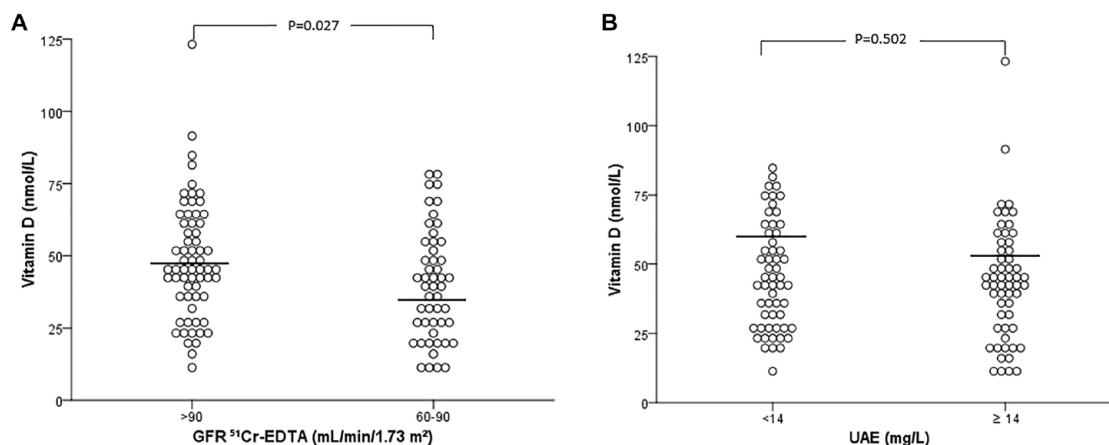 A
P=0.027
125
100
75
50
25
0
Vitamin D (nmol/L)
>90
60-90
GFR ⁵¹Cr-EDTA (mL/min/1.73 m²)
B
P=0.502
125
100
75
50
25
0
Vitamin D (nmol/L)
<14
≥ 14
UAE (mg/L)